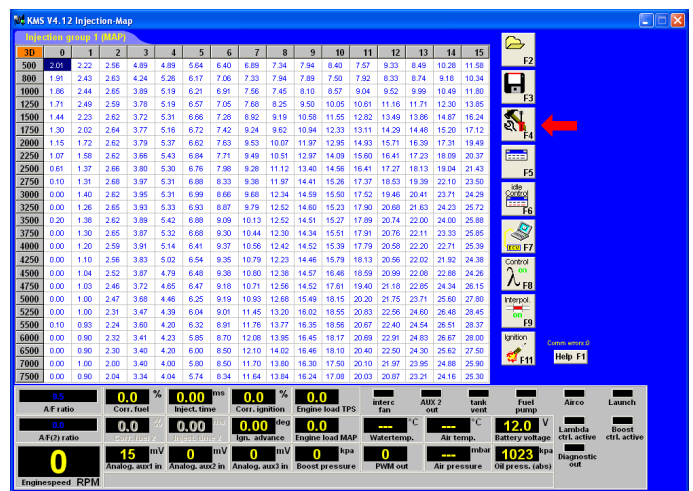 KMS V4.12 Injection-Map
Injection group 1 (MAP)
3D 0 1 2 3 4 5 6 7 8 9 10 11 12 13 14 15
500 2.01 2.22 2.56 4.89 4.89 5.64 6.40 6.89 7.34 7.94 8.40 7.57 9.33 8.49 10.28 11.58
800 1.91 2.43 2.63 4.24 5.26 6.17 7.06 7.33 7.94 7.89 7.50 7.92 8.33 8.74 9.18 10.34
1000 1.86 2.44 2.65 3.89 5.19 6.21 6.91 7.56 7.45 8.10 8.57 9.04 9.52 9.99 10.49 11.80
1250 1.71 2.49 2.59 3.78 5.19 6.57 7.05 7.68 8.25 9.50 10.05 10.61 11.16 11.71 12.30 13.85
1500 1.44 2.23 2.62 3.72 5.31 6.66 7.28 8.92 9.19 10.58 11.55 12.82 13.49 13.86 14.87 16.24
1750 1.30 2.02 2.64 3.77 5.16 6.72 7.42 9.24 9.62 10.94 12.33 13.11 14.29 14.48 15.20 17.12
2000 1.15 1.72 2.62 3.79 5.37 6.62 7.63 9.53 10.07 11.97 12.95 14.93 15.71 16.39 17.31 19.49
2250 1.07 1.58 2.62 3.66 5.43 6.84 7.71 9.49 10.51 12.97 14.09 15.60 16.41 17.23 18.09 20.37
2500 0.61 1.37 2.66 3.80 5.30 6.76 7.98 9.28 11.12 13.40 14.56 16.41 17.27 18.13 19.04 21.43
2750 0.10 1.31 2.68 3.97 5.31 6.88 8.33 9.38 11.97 14.41 15.26 17.37 18.53 19.39 22.10 23.50
3000 0.00 1.40 2.62 3.95 5.31 6.99 8.66 9.68 12.34 14.59 15.50 17.52 19.46 20.41 23.71 24.29
3250 0.00 1.26 2.65 3.93 5.33 6.93 8.87 9.79 12.52 14.60 15.23 17.90 20.68 21.63 24.23 25.72
3500 0.20 1.38 2.62 3.89 5.42 6.88 9.09 10.13 12.52 14.51 15.27 17.89 20.74 22.00 24.00 25.88
3750 0.00 1.30 2.65 3.87 5.32 6.68 9.30 10.44 12.30 14.34 15.51 17.91 20.76 22.11 23.33 25.85
4000 0.00 1.20 2.59 3.91 5.14 6.41 9.37 10.56 12.42 14.52 15.39 17.79 20.58 22.20 22.71 25.39
4250 0.00 1.10 2.56 3.83 5.02 6.54 9.35 10.79 12.23 14.46 15.79 18.13 20.56 22.02 21.92 24.38
4500 0.00 1.04 2.52 3.87 4.79 6.48 9.38 10.80 12.38 14.57 16.46 18.59 20.99 22.08 22.88 24.26
4750 0.00 1.03 2.46 3.72 4.65 6.47 9.18 10.71 12.56 14.52 17.61 19.40 21.18 22.85 24.34 26.15
5000 0.00 1.00 2.47 3.68 4.46 6.25 9.19 10.93 12.68 15.49 18.15 20.20 21.75 23.71 25.60 27.80
5250 0.00 1.00 2.31 3.47 4.39 6.04 9.01 11.45 13.20 16.02 18.55 20.83 22.56 24.60 26.48 28.45
5500 0.10 0.93 2.24 3.60 4.20 6.32 8.91 11.76 13.77 16.35 18.56 20.67 22.40 24.54 26.51 28.37
6000 0.00 0.90 2.32 3.41 4.23 5.85 8.70 12.08 13.95 16.45 18.17 20.69 22.91 24.83 26.67 28.00
6500 0.00 0.90 2.30 3.40 4.20 6.00 8.50 12.10 14.02 16.46 18.10 20.40 22.50 24.30 25.62 27.50
7000 0.00 1.00 2.00 3.40 4.00 5.80 8.50 11.70 13.80 16.30 17.50 20.10 21.97 23.95 24.88 25.90
7500 0.00 0.90 2.04 3.34 4.04 5.74 8.34 11.64 13.84 16.24 17.08 20.03 20.87 23.21 24.16 25.30
F2
F3
F4
F5
idle
Control
F6
ECU F7
Control
on
λ F8
Interpol.
on
F9
Ignition
F11
Comm errors:0
Help F1
0.5 0.0 % 0.00 ms 0.0 % 0.0
A/F ratio Corr. fuel Inject. time Corr. ignition Engine load TPS
interc fan AUX 2 out tank vent Fuel pump Airco Launch
0.0 0.0 % 0.00 ms 0.00 deg 0.0 --- °C --- °C 12.0 V
A/F(2) ratio Corr. fuel 2 Inject. time 2 Ign. advance Engine load MAP Watertemp. Air temp. Battery voltage Lambda ctrl. active Boost ctrl. active
0 15 mV 0 mV 0 mV 0 kpa 0 --- mbar 1023 kpa
Enginespeed RPM Analog. aux1 in Analog. aux2 in Analog. aux3 in Boost pressure PWM out Air pressure Oil press. (abs) Diagnostic out